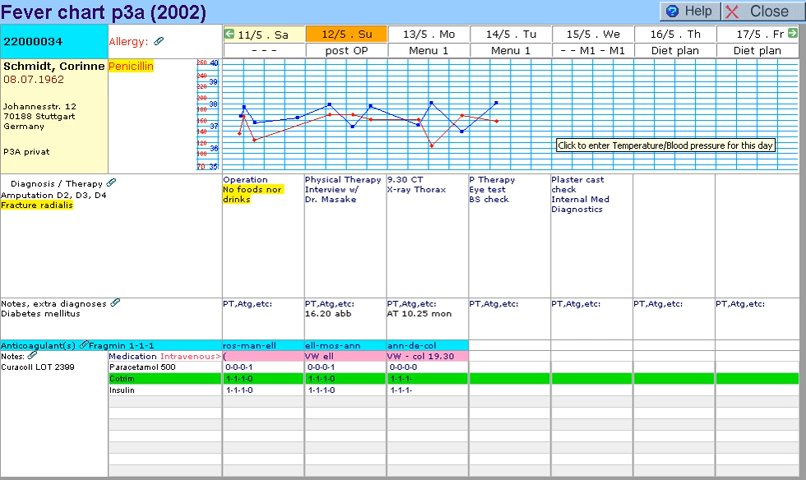 Fever chart p3a (2002)
Help
Close
22000034
Allergy:
11/5 . Sa
12/5 . Su
13/5 . Mo
14/5 . Tu
15/5 . We
16/5 . Th
17/5 . Fr
- - -
post OP
Menu 1
Menu 1
- - M1 - M1
Diet plan
Diet plan
Schmidt, Corinne
Penicillin
08.07.1962
Johannesstr. 12
70188 Stuttgart
Germany
P3A privat
40
39
38
37
36
35
220
190
160
130
100
70
Click to enter Temperature/Blood pressure for this day
Diagnosis / Therapy
Amputation D2, D3, D4
Fracture radialis
Operation
No foods nor
drinks
Physical Therapy
Interview w/
Dr. Masake
9.30 CT
X-ray Thorax
P Therapy
Eye test
BS check
Plaster cast
check
Internal Med
Diagnostics
Notes, extra diagnoses
Diabetes mellitus
PT,Atg,etc:
PT,Atg,etc:
16.20 abb
PT,Atg,etc:
AT 10.25 mon
PT,Atg,etc:
PT,Atg,etc:
PT,Atg,etc:
PT,Atg,etc:
Anticoagulant(s) Fragmin 1-1-1
ros-man-ell
ell-mos-ann
ann-de-col
Notes:
Medication Intravenous>
(
VW ell
VW - col 19.30
Curacoll LOT 2399
Paracetamol 500
0-0-0-1
0-0-0-1
0-0-0-0
Cotrim
1-1-1-0
1-1-1-0
1-1-1-
Insulin
1-1-1-0
1-1-1-0
1-1-1-